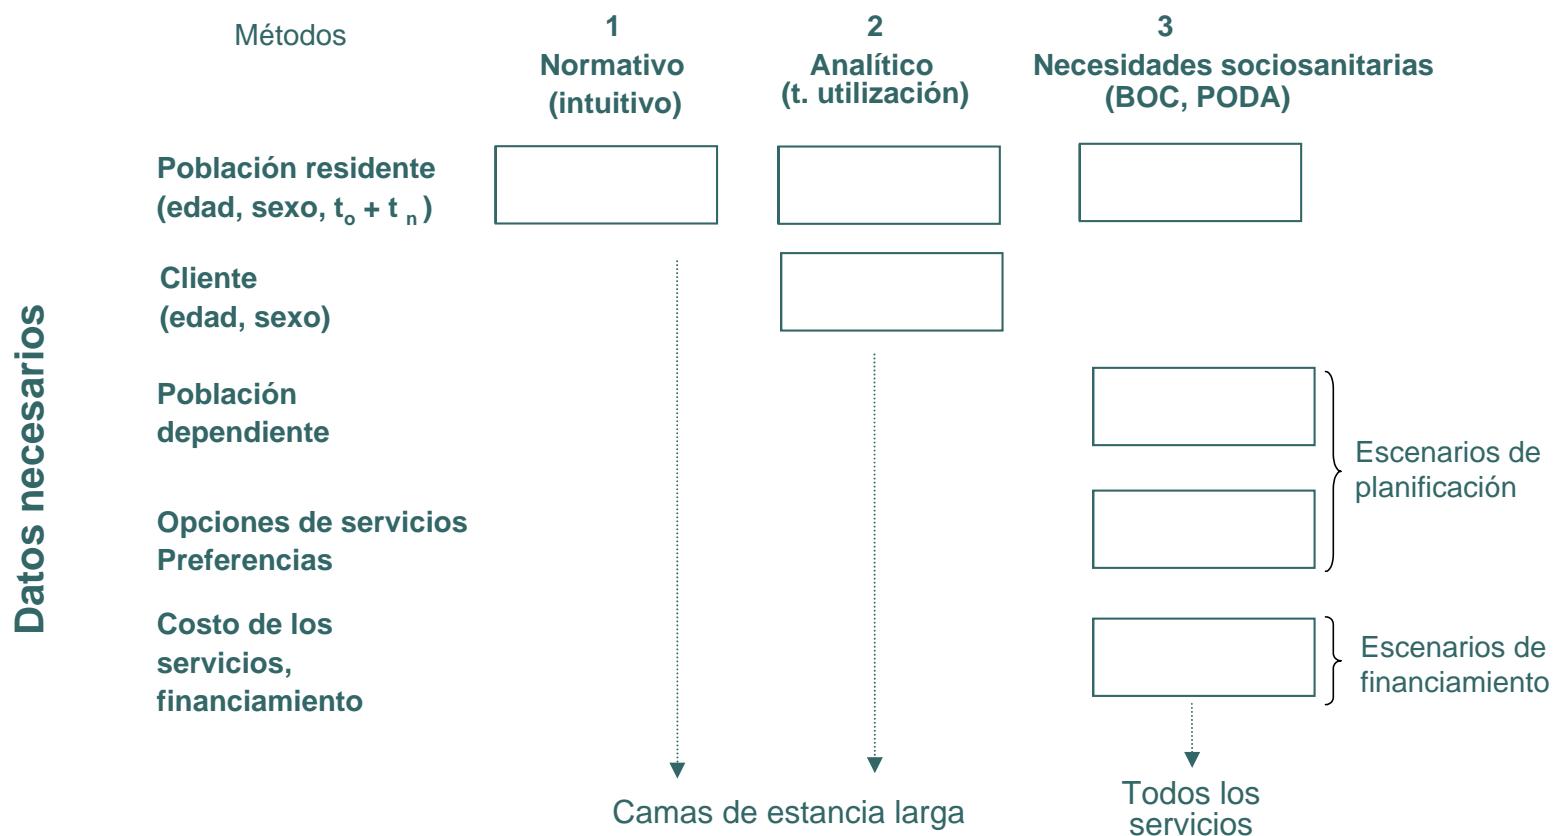 Métodos
1
Normativo
(intuitivo)
2
Analítico
(t. utilización)
3
Necesidades sociosanitarias
(BOC, PODA)
Datos necesarios
Población residente
(edad, sexo, tₒ + t ₙ )
Cliente
(edad, sexo)
Población
dependiente
Opciones de servicios
Preferencias
Escenarios de
planificación
Costo de los
servicios,
financiamiento
Escenarios de
financiamiento
Camas de estancia larga
Todos los
servicios